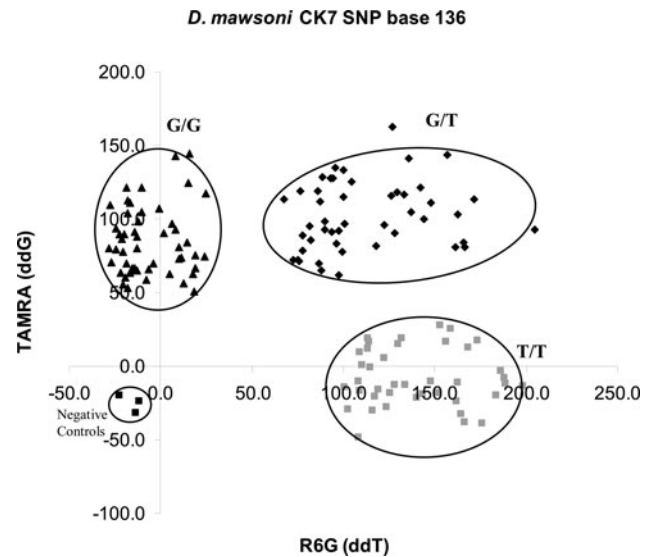 D. mawsoni CK7 SNP base 136
200.0
G/G
G/T
150.0
100.0
50.0
TAMRA (ddG)
0.0
T/T
-50.0 0.0 50.0 100.0 150.0 200.0 250.0
Negative
Controls
-50.0
-100.0
R6G (ddT)